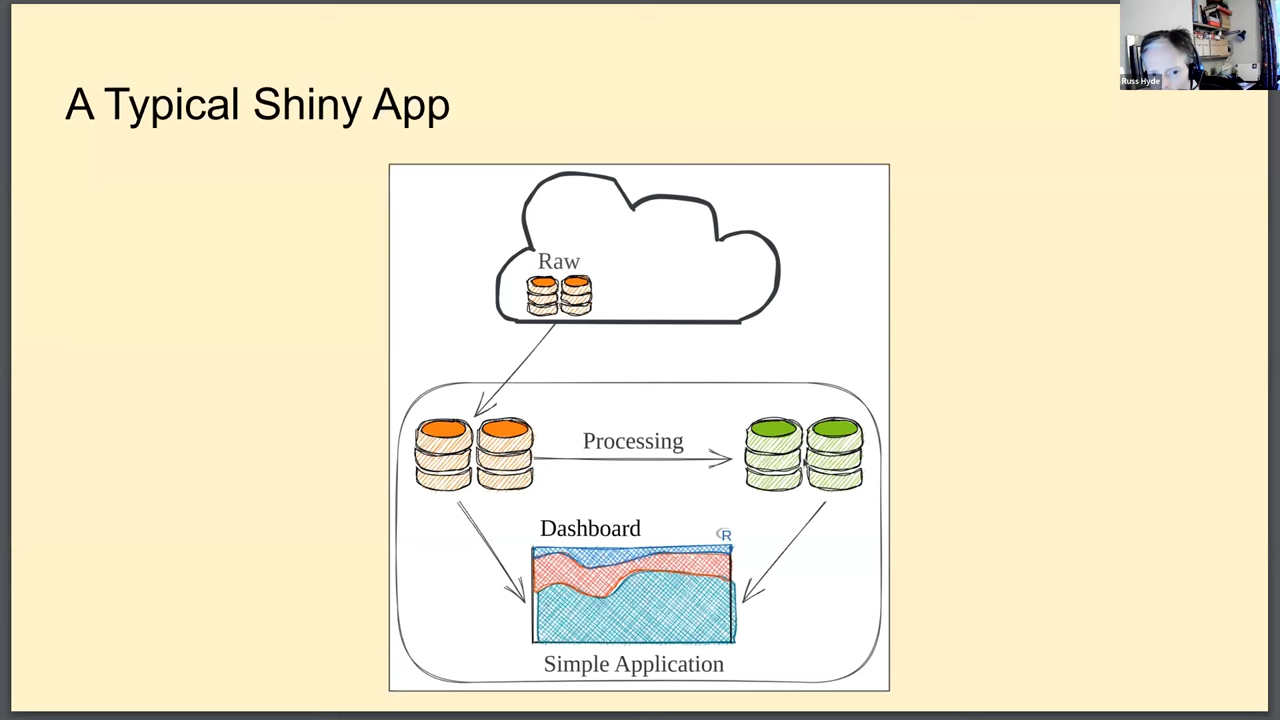 A Typical Shiny App
Russ Hyde
Raw
Processing
Dashboard
R
Simple Application